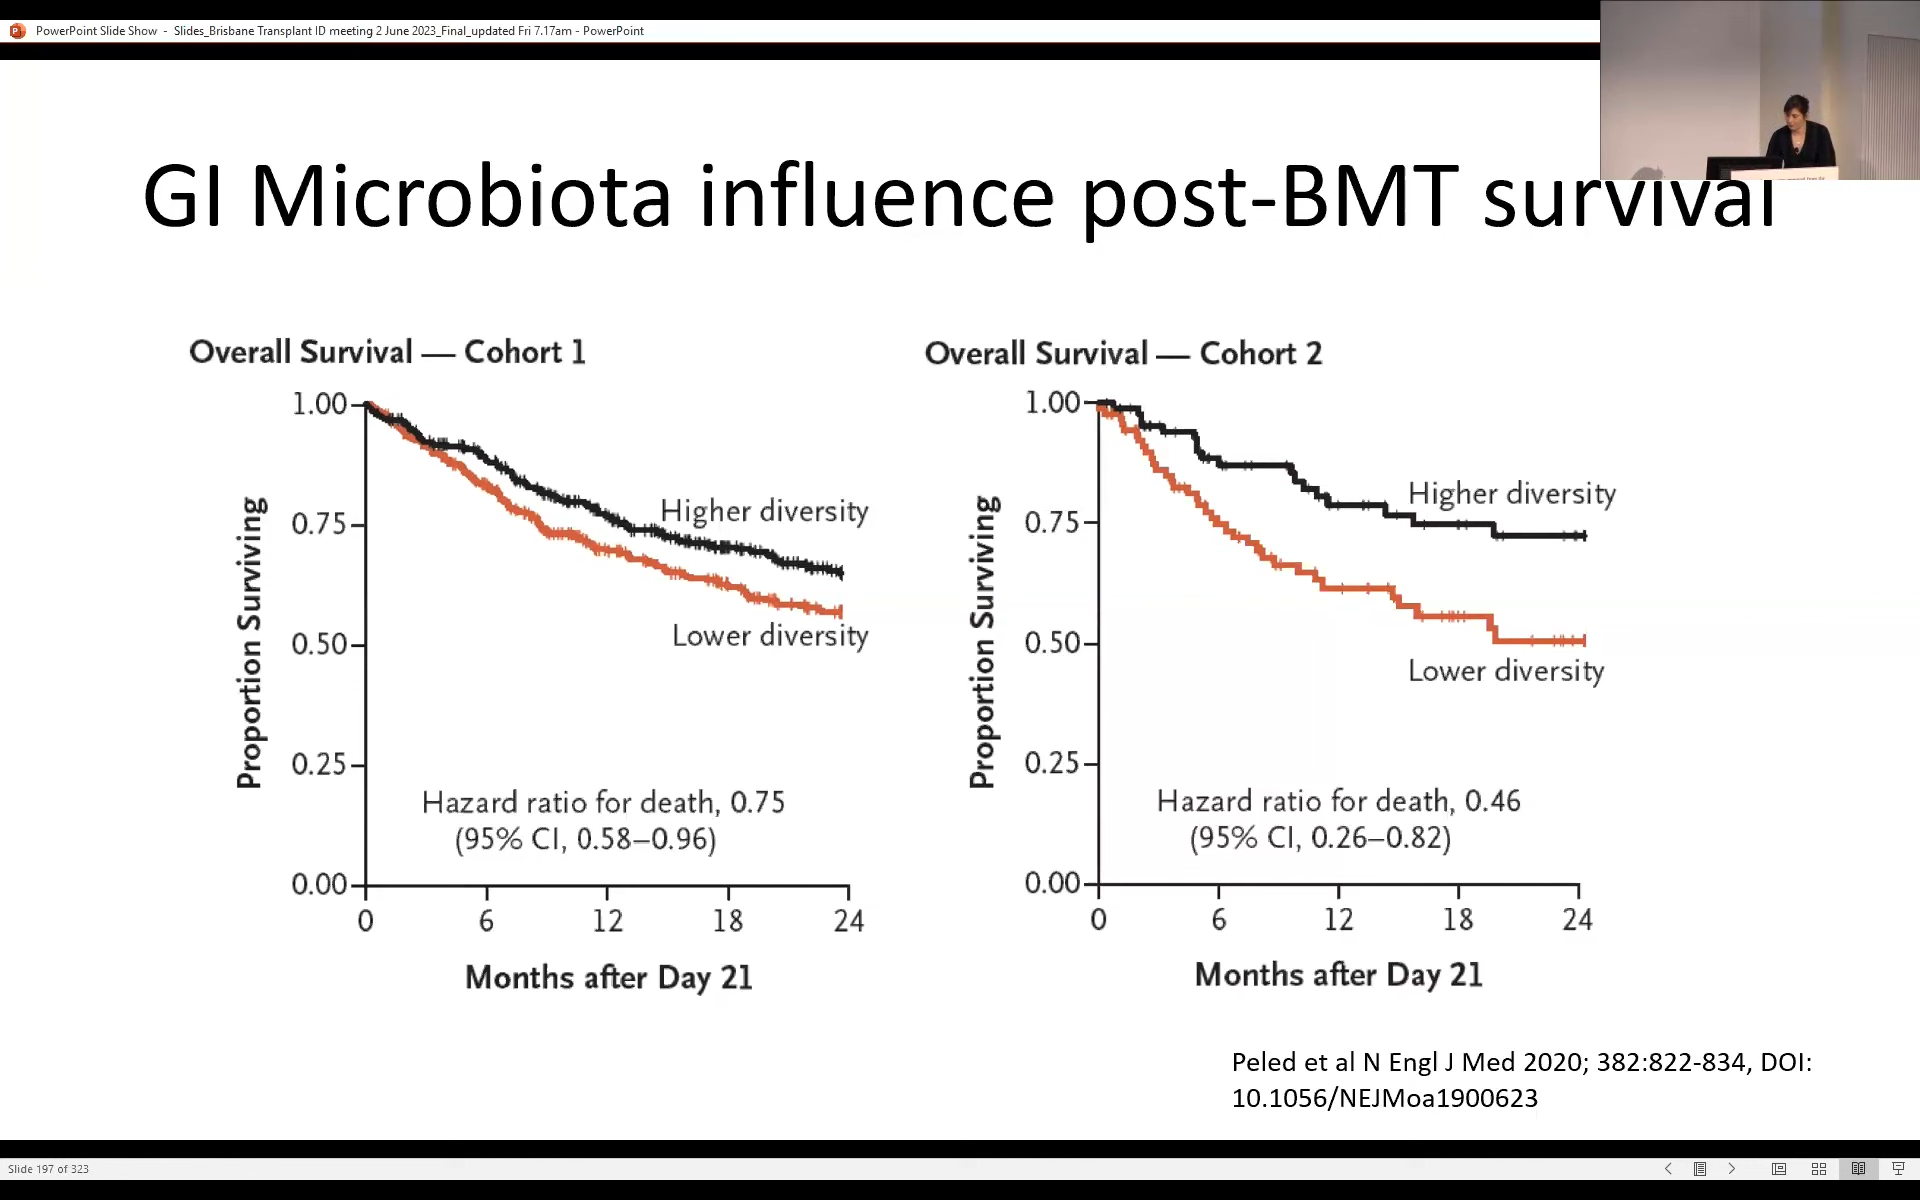 PowerPoint Slide Show - Slides_Brisbane Transplant ID meeting 2 June 2023_Final_updated Fri 7.17am - PowerPoint
GI Microbiota influence post-BMT survival
Overall Survival — Cohort 1
1.00
0.75
0.50
0.25
0.00
Proportion Surviving
Higher diversity
Lower diversity
Hazard ratio for death, 0.75
(95% CI, 0.58–0.96)
0 6 12 18 24
Months after Day 21
Overall Survival — Cohort 2
1.00
0.75
0.50
0.25
0.00
Proportion Surviving
Higher diversity
Lower diversity
Hazard ratio for death, 0.46
(95% CI, 0.26–0.82)
0 6 12 18 24
Months after Day 21
Peled et al N Engl J Med 2020; 382:822-834, DOI:
10.1056/NEJMoa1900623
Slide 197 of 323